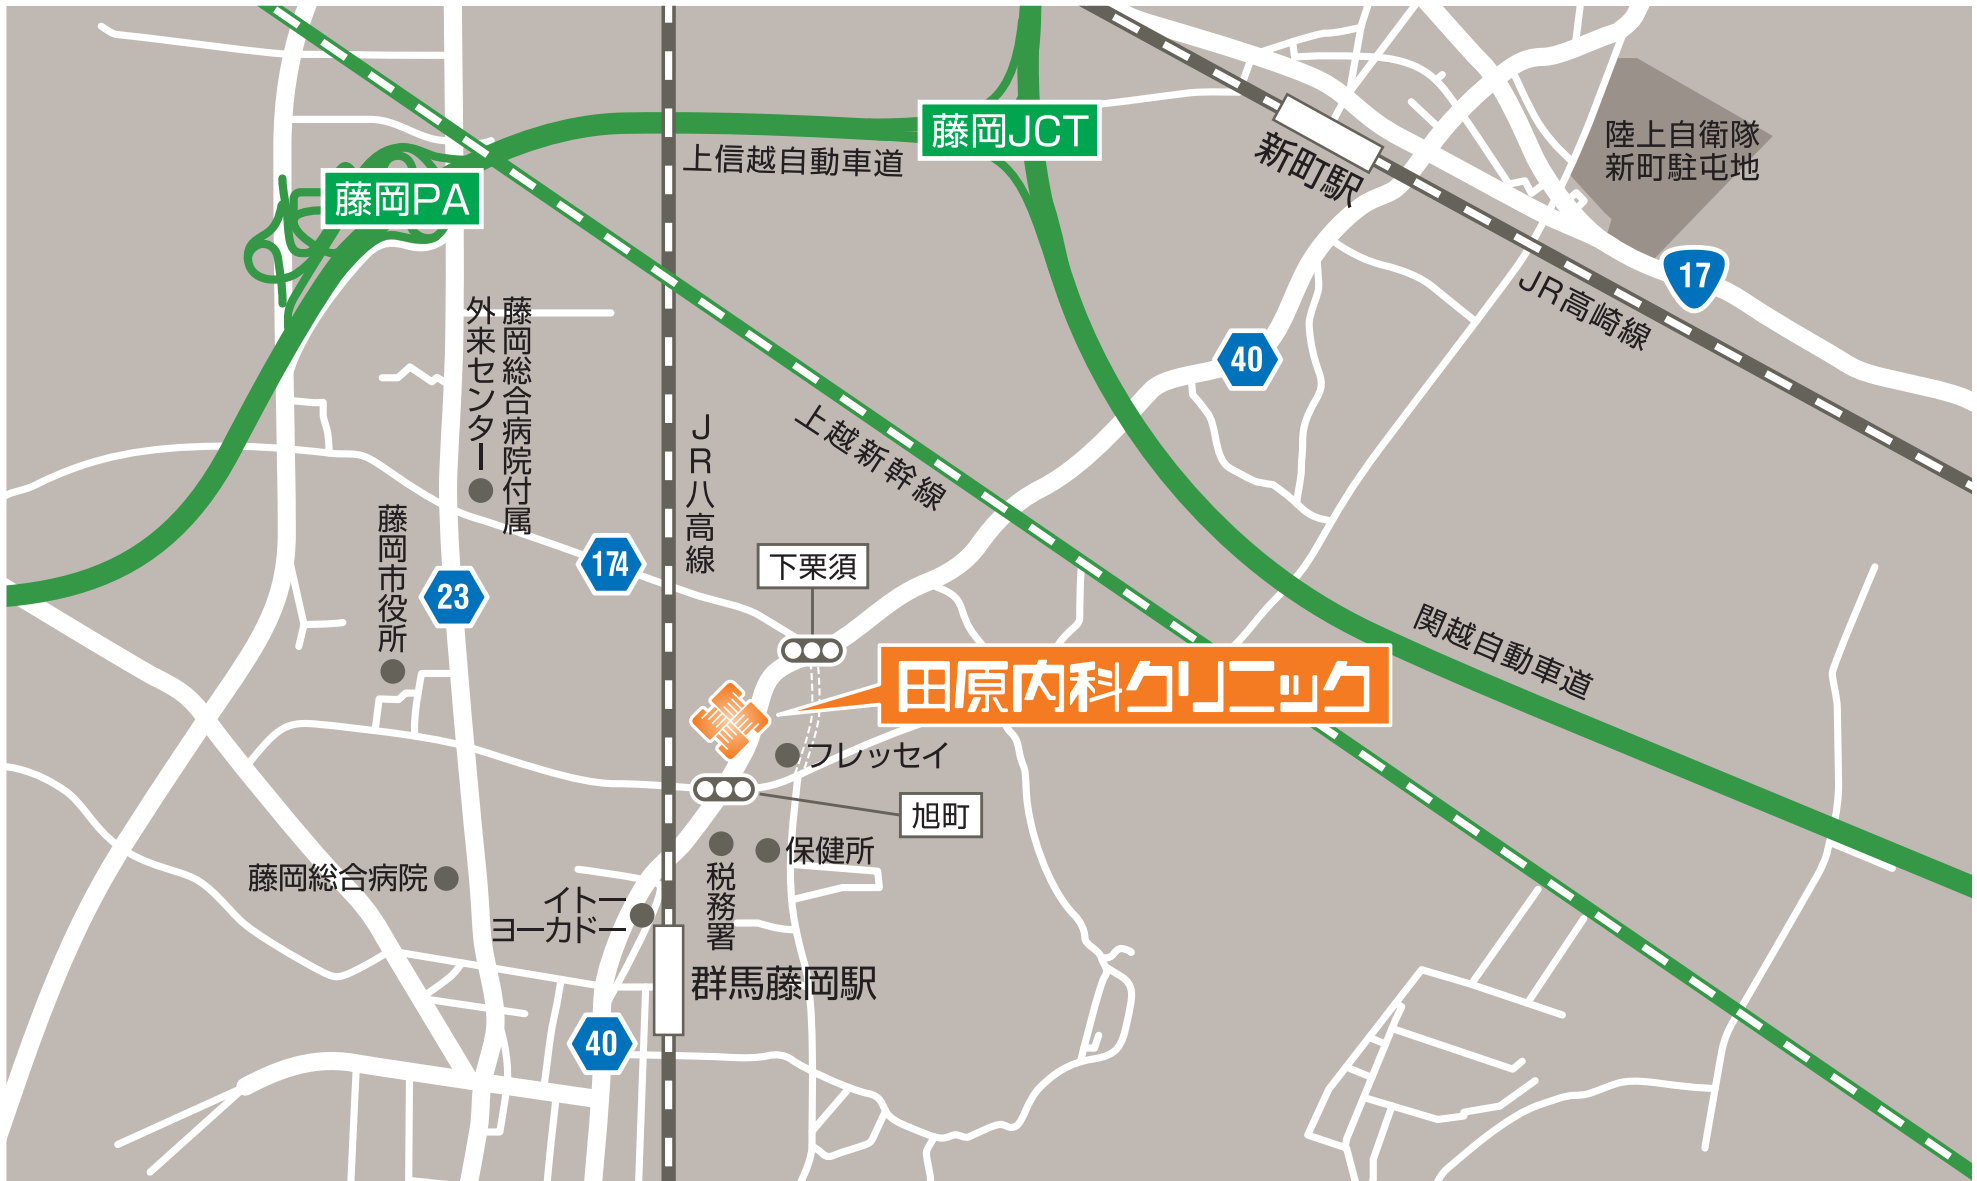 藤岡JCT
上信越自動車道
新町駅
陸上自衛隊
新町駐屯地
藤岡PA
17
JR高崎線
藤岡総合病院付属
外来センター
40
JR八高線
上越新幹線
藤岡市役所
174
下栗須
23
関越自動車道
田原内科クリニック
フレッセイ
旭町
保健所
税務署
藤岡総合病院
イトー
ヨーカドー
群馬藤岡駅
40